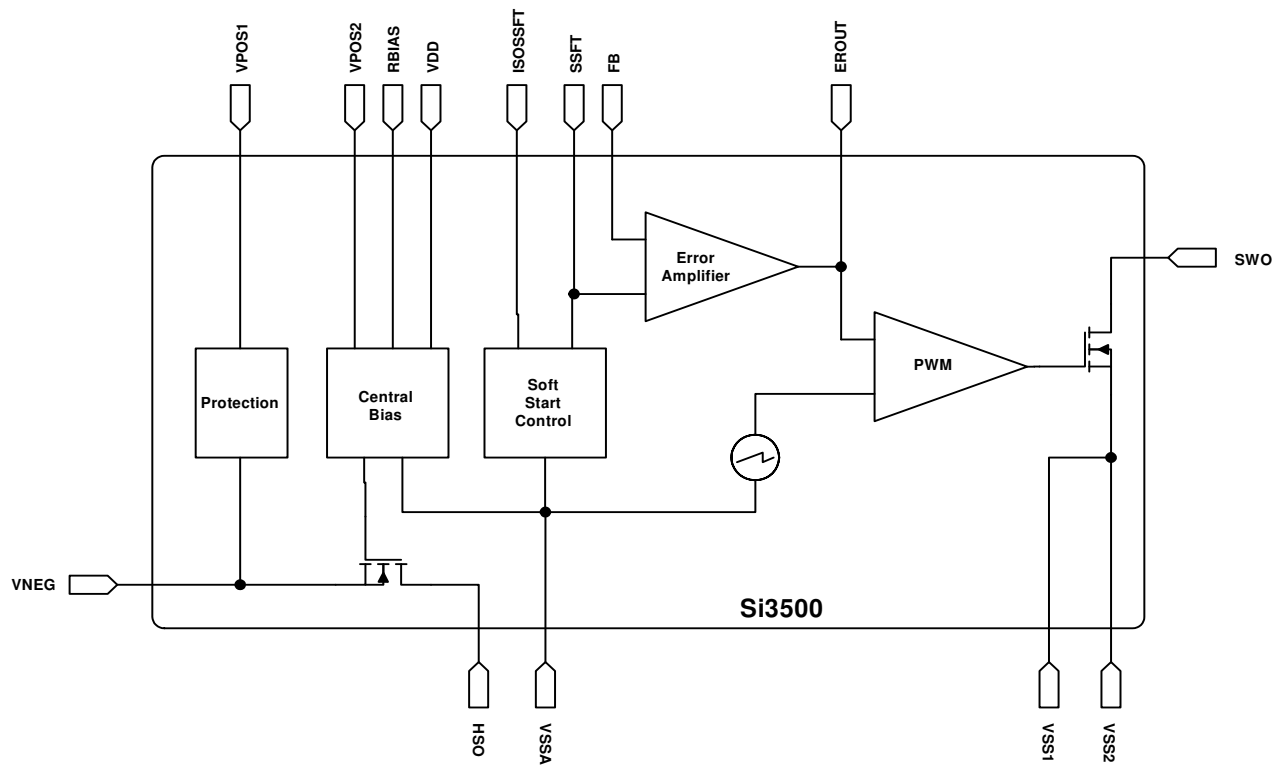 VPOS1
VPOS2
RBIAS
VDD
ISOSSFT
SSFT
FB
EROUT
Error
Amplifier
SWO
PWM
Protection
Central
Bias
Soft
Start
Control
VNEG
Si3500
HSO
VSSA
VSS1
VSS2